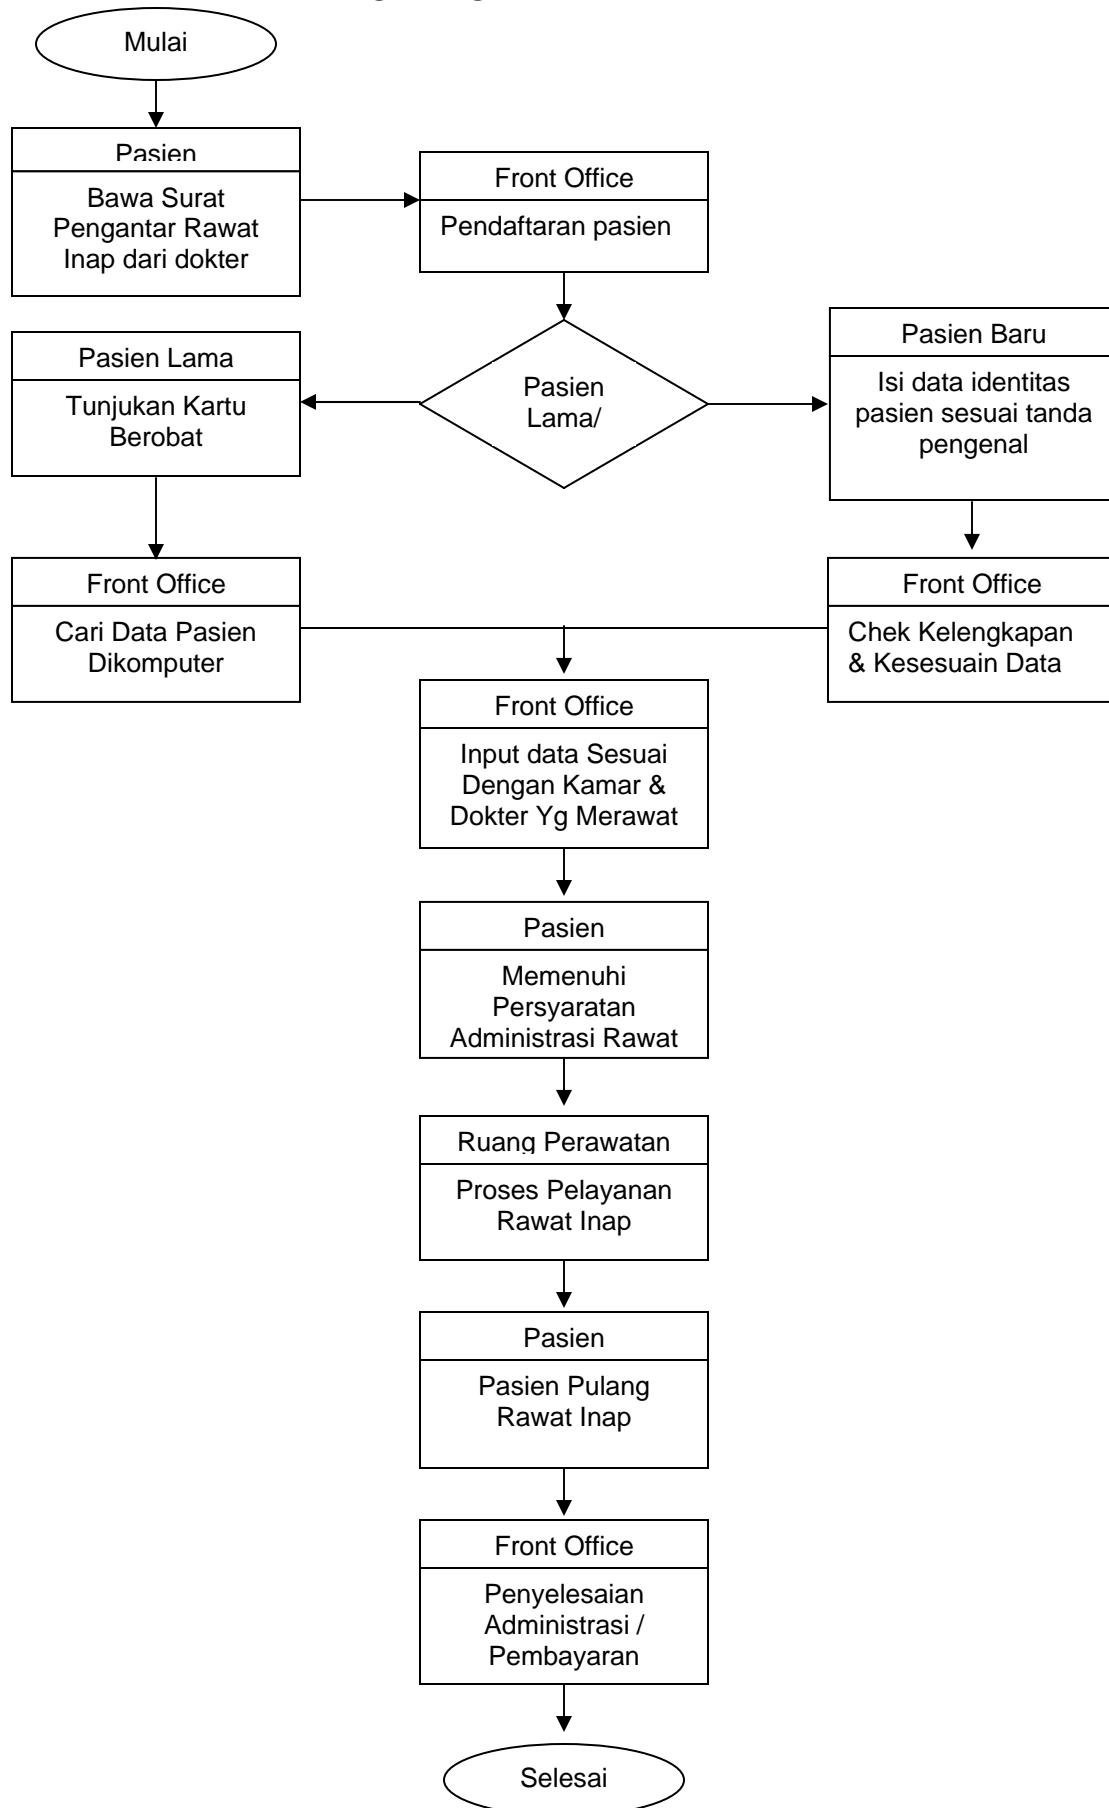 Mulai
Pasien
Bawa Surat
Pengantar Rawat
Inap dari dokter
Front Office
Pendaftaran pasien
Pasien Lama
Tunjukan Kartu
Berobat
Pasien
Lama/
Pasien Baru
Isi data identitas
pasien sesuai tanda
pengenal
Front Office
Cari Data Pasien
Dikomputer
Front Office
Chek Kelengkapan
& Kesesuain Data
Front Office
Input data Sesuai
Dengan Kamar &
Dokter Yg Merawat
Pasien
Memenuhi
Persyaratan
Administrasi Rawat
Ruang Perawatan
Proses Pelayanan
Rawat Inap
Pasien
Pasien Pulang
Rawat Inap
Front Office
Penyelesaian
Administrasi /
Pembayaran
Selesai